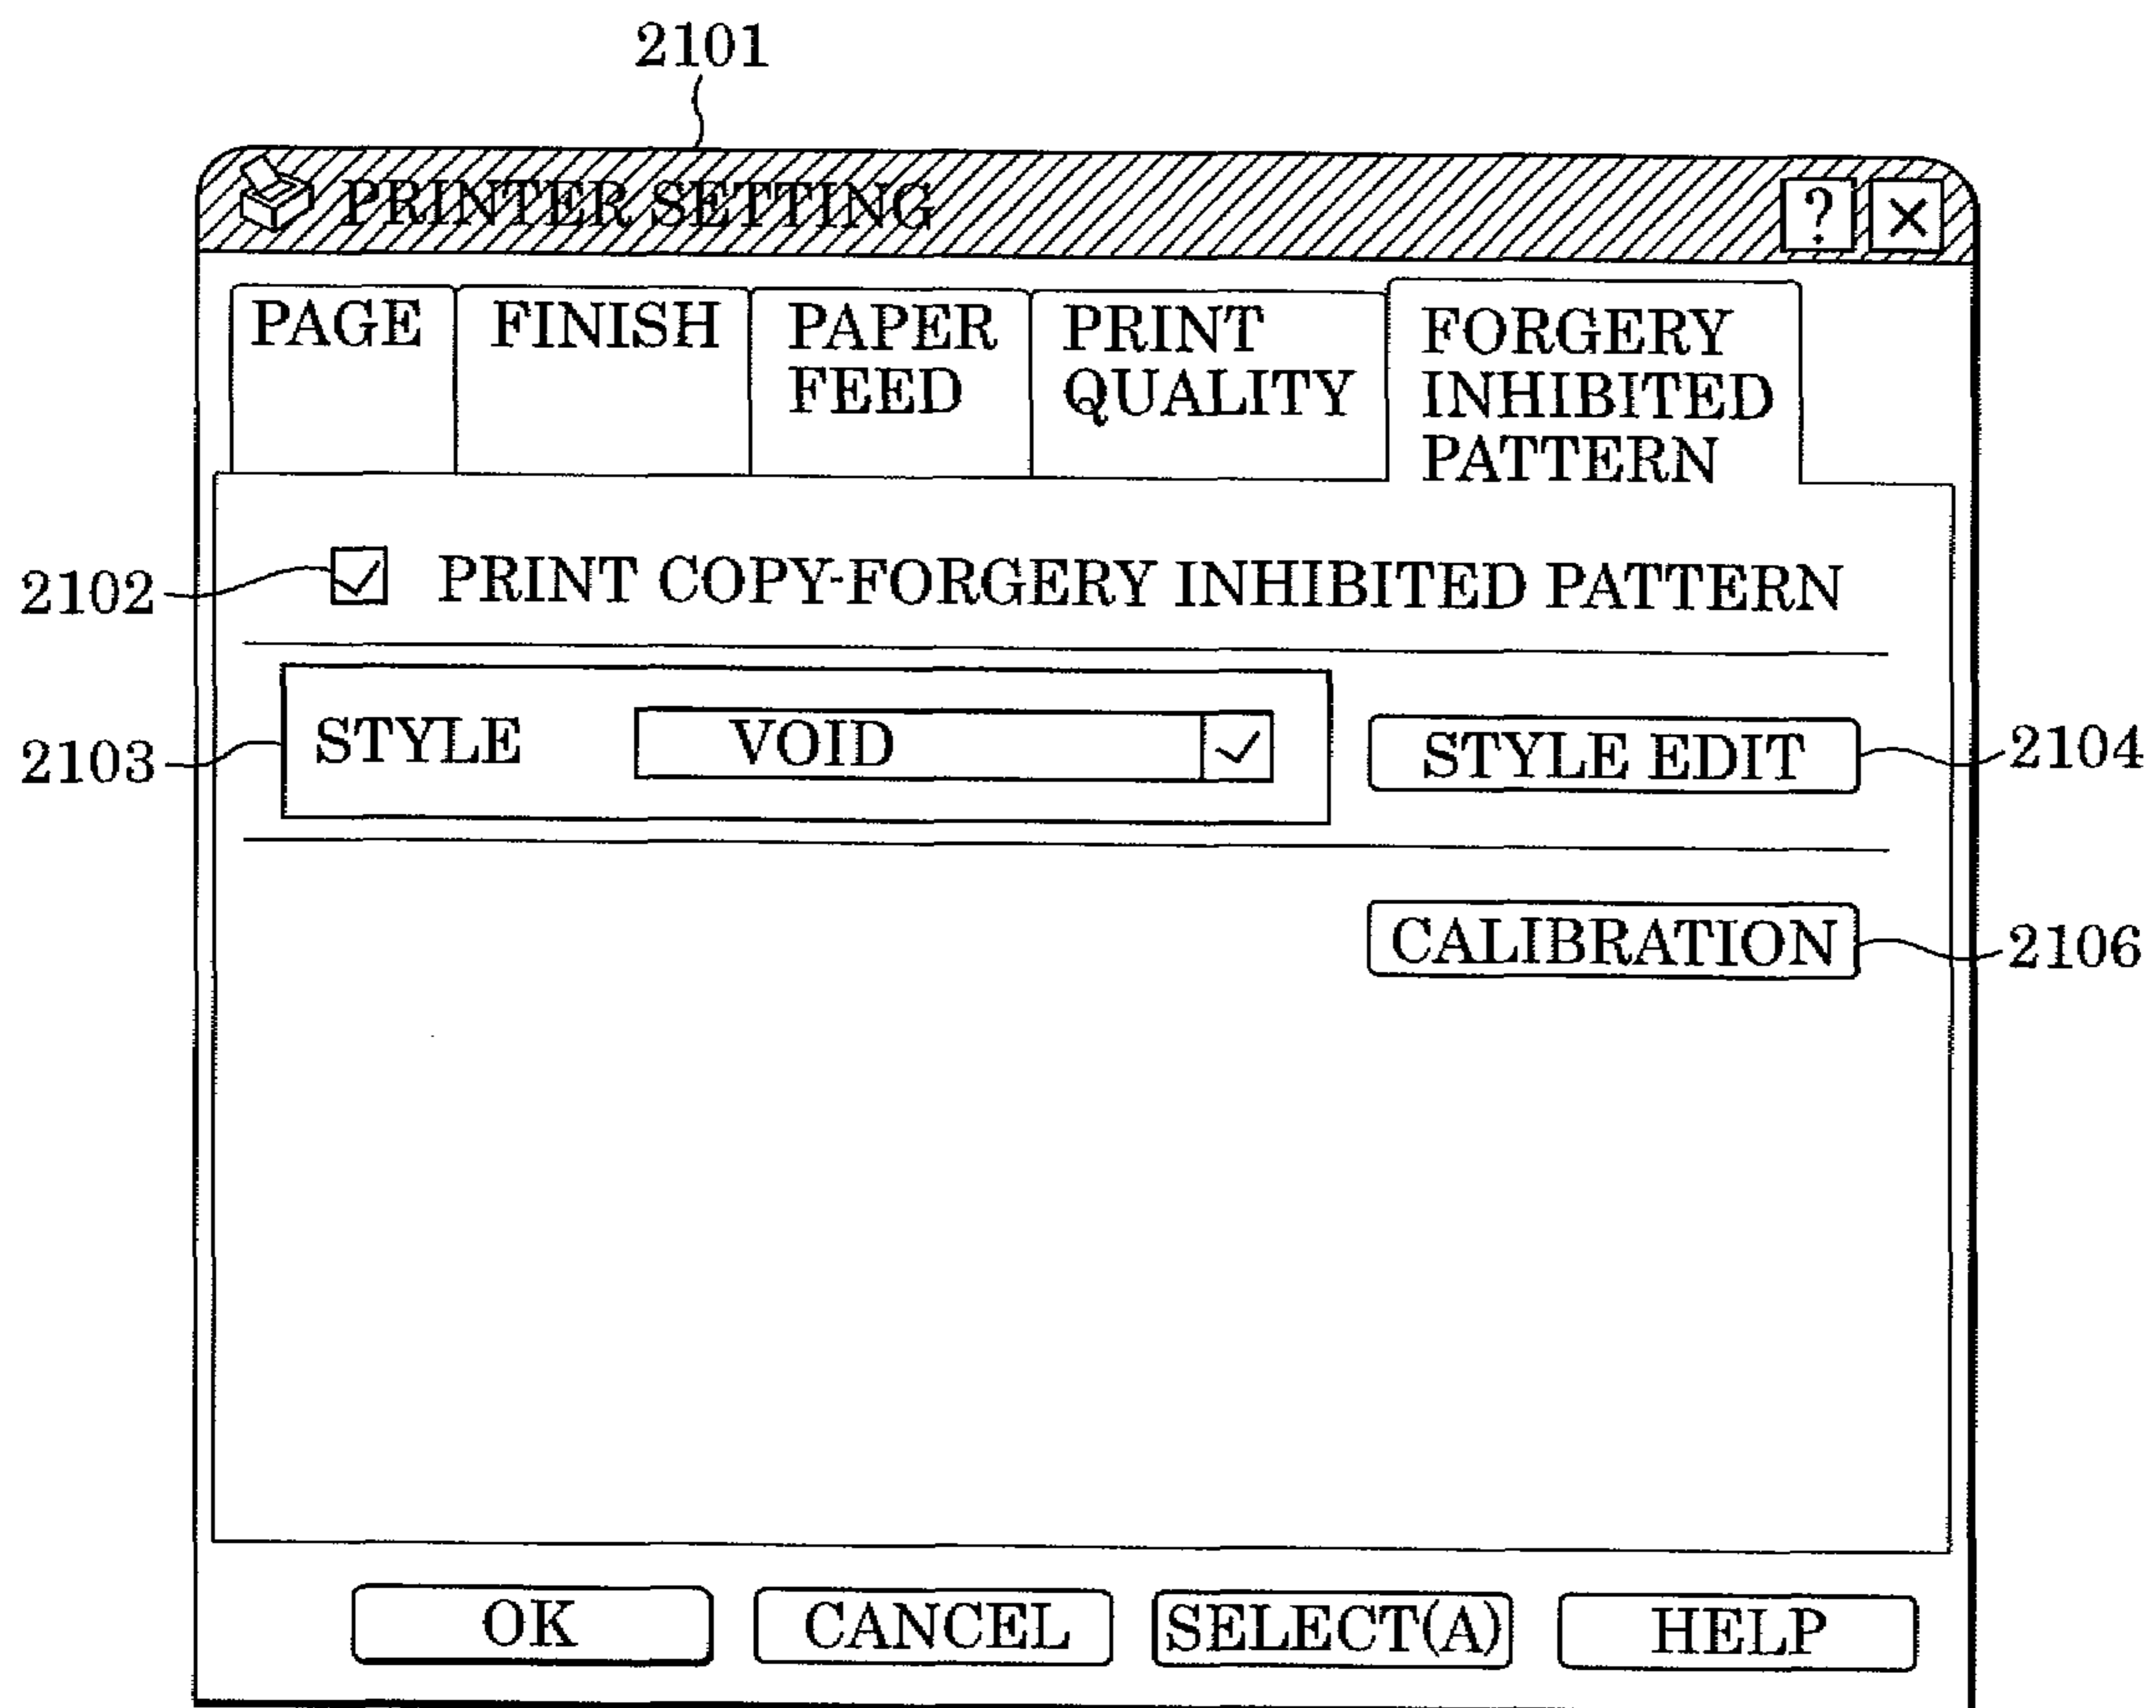 2101
PRINTER SETTING
? ×
PAGE
FINISH
PAPER
FEED
PRINT
QUALITY
FORGERY
INHIBITED
PATTERN
2102
PRINT COPY-FORGERY INHIBITED PATTERN
2103
STYLE
VOID
STYLE EDIT
2104
CALIBRATION
2106
OK
CANCEL
SELECT(A)
HELP